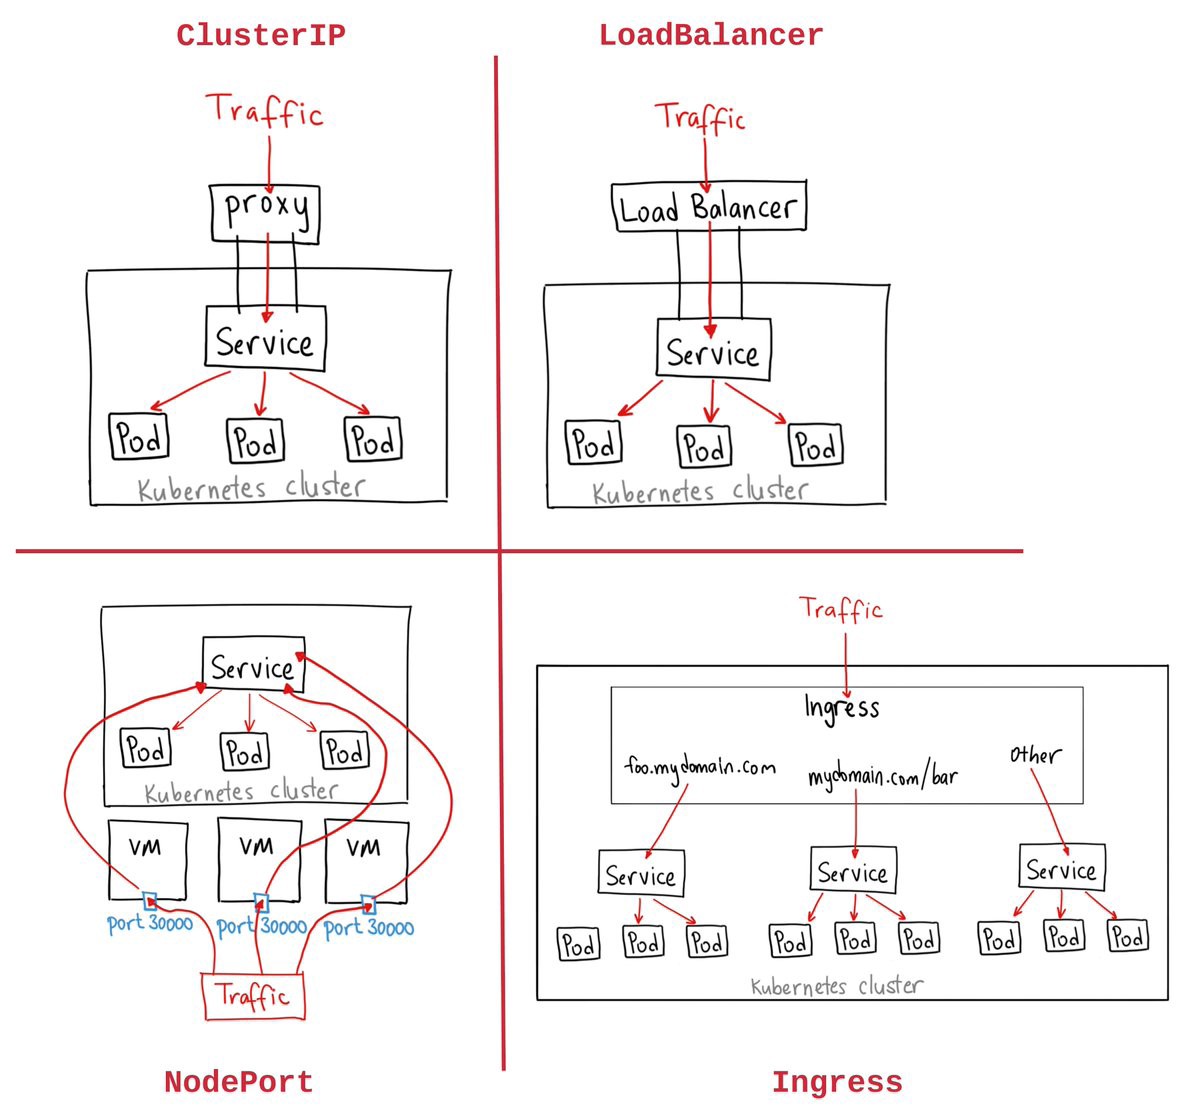 ClusterIP
Traffic
proxy
Service
Pod Pod Pod
Kubernetes cluster
LoadBalancer
Traffic
Load Balancer
Service
Pod Pod Pod
Kubernetes cluster
Service
Pod Pod Pod
Kubernetes cluster
VM VM VM
port 30000 port 30000 port 30000
Traffic
NodePort
Traffic
Ingress
foo.mydomain.com mydomain.com/bar Other
Service Service Service
Pod Pod Pod Pod Pod Pod Pod Pod Pod
Kubernetes cluster
Ingress